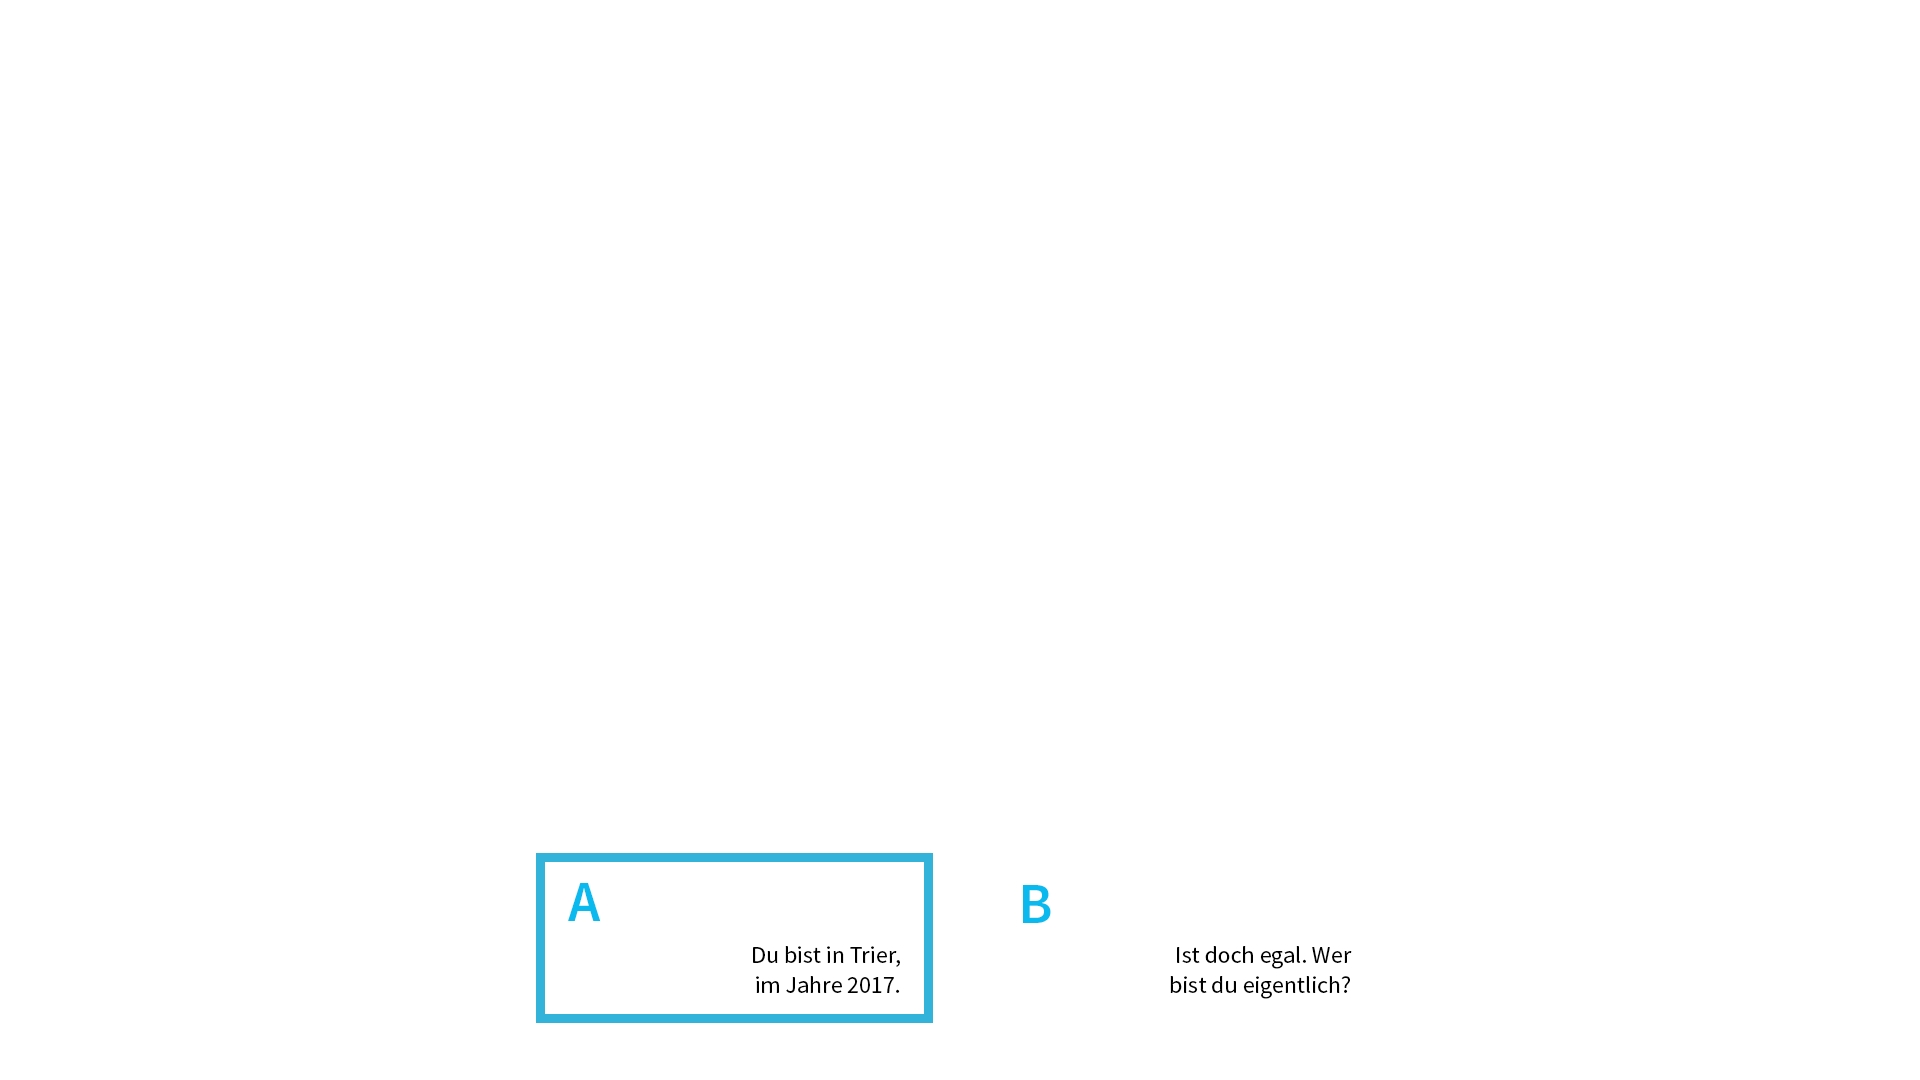 A
Du bist in Trier,
im Jahre 2017.
B
Ist doch egal. Wer
bist du eigentlich?